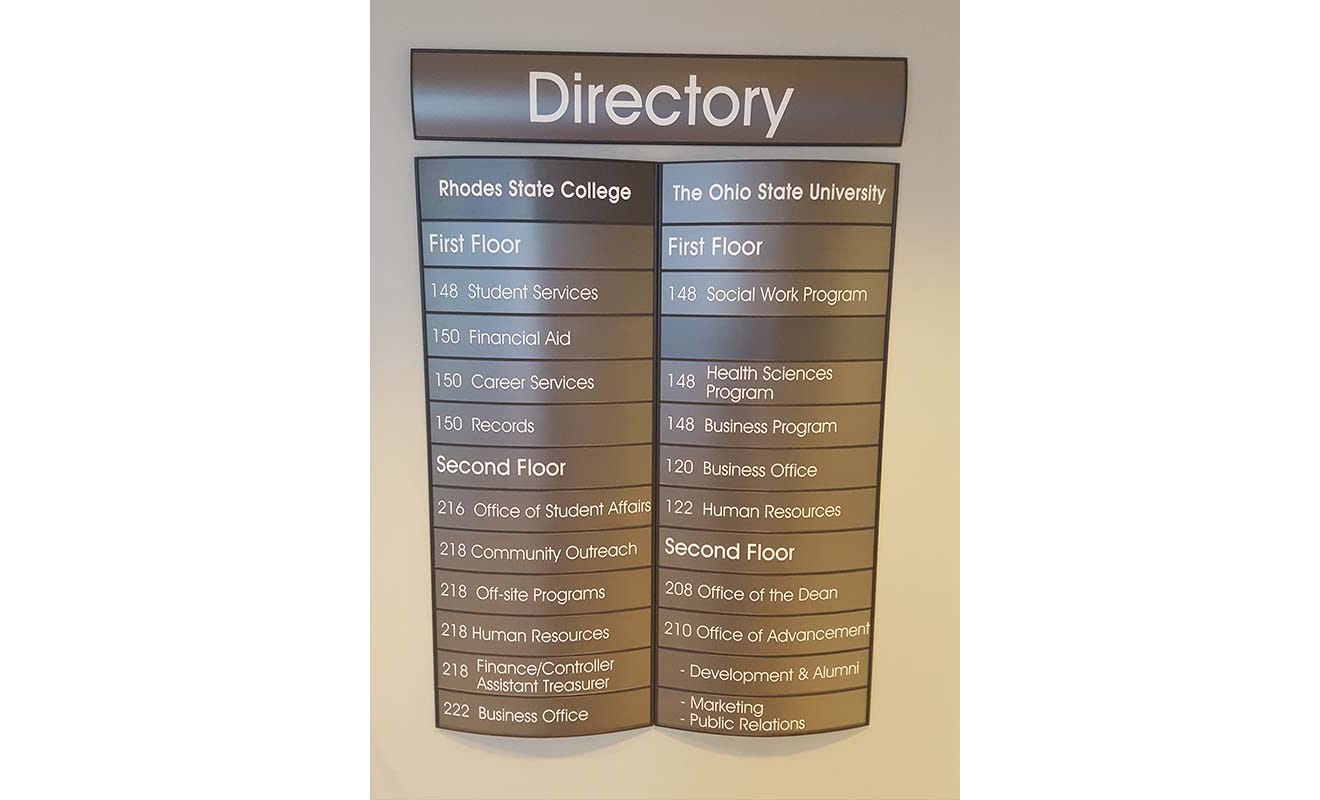 Directory
Rhodes State College
First Floor
148 Student Services
150 Financial Aid
150 Career Services
150 Records
Second Floor
216 Office of Student Affairs
218 Community Outreach
218 Off-site Programs
218 Human Resources
218 Finance/Controller
Assistant Treasurer
222 Business Office
The Ohio State University
First Floor
148 Social Work Program
148 Health Sciences
Program
148 Business Program
120 Business Office
122 Human Resources
Second Floor
208 Office of the Dean
210 Office of Advancement
- Development & Alumni
- Marketing
- Public Relations